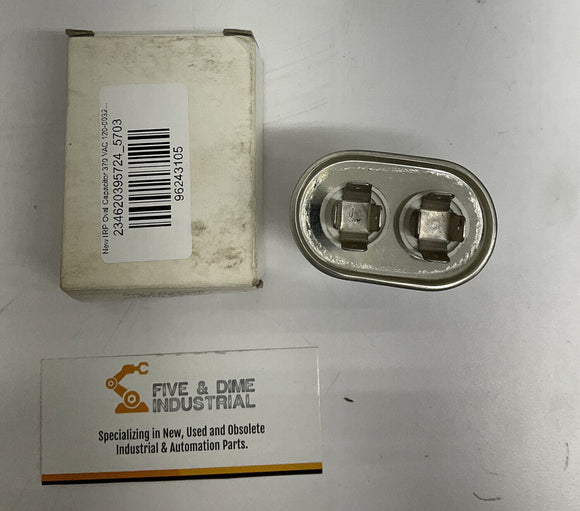 New IRP Oval Capacitor 370 VAC 120-0032...
234620395724_5703
96243105
FIVE & DIME
INDUSTRIAL
Specializing in New, Used and Obsolete
Industrial & Automation Parts.